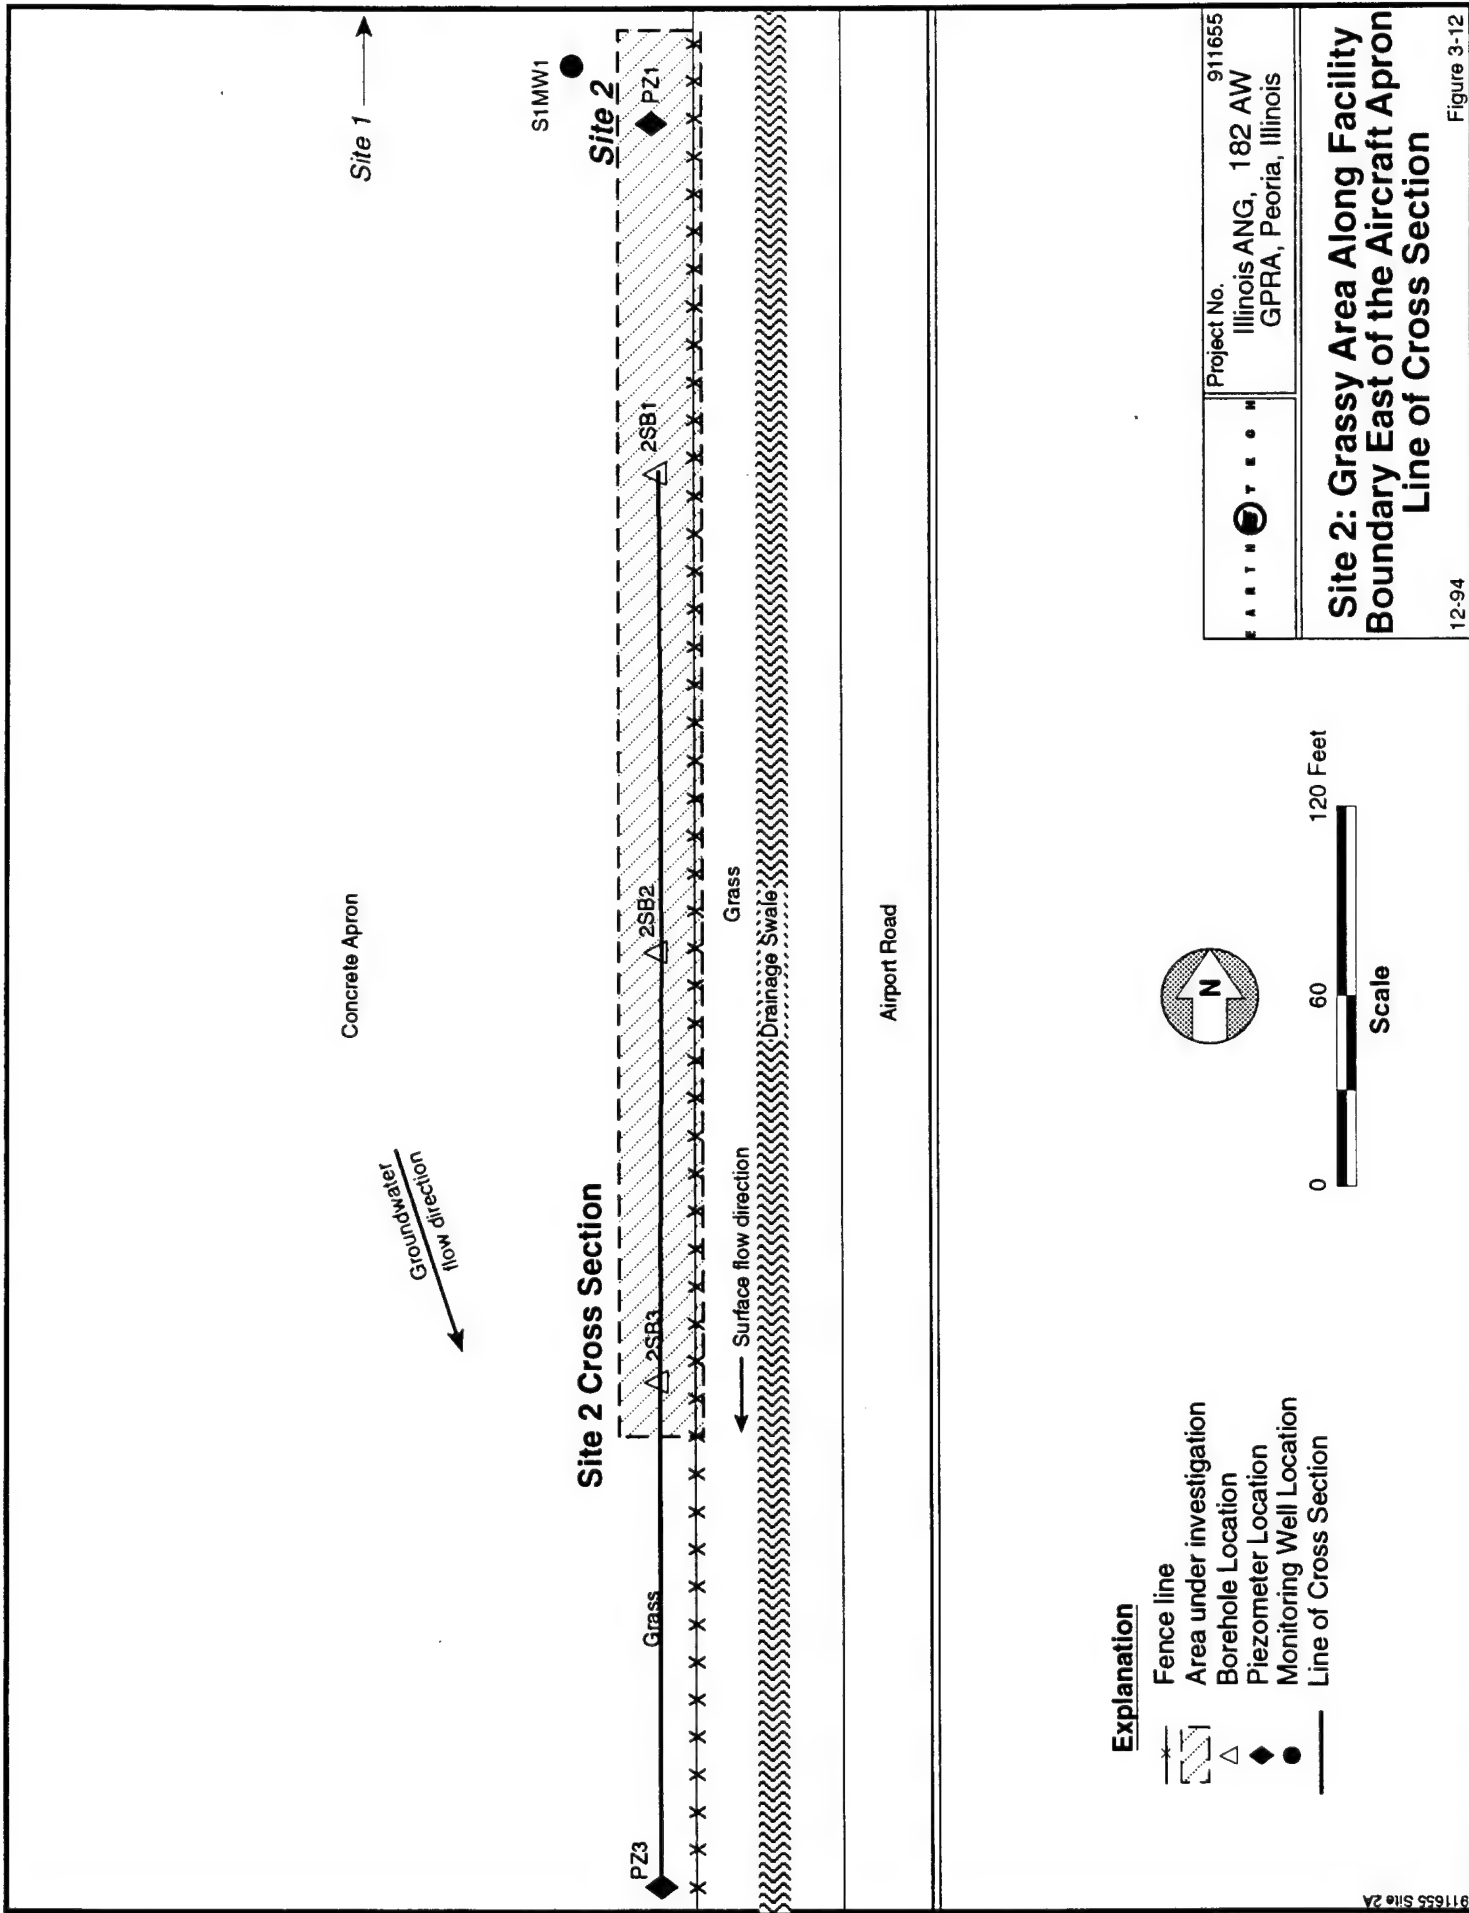 Site 1
S1MW1
Site 2
PZ1
Concrete Apron
Groundwater
flow direction
Site 2 Cross Section
2SB1
2SB2
2SB3
PZ3
Grass
Grass
Surface flow direction
Drainage Swale
Airport Road
N
0 60 120 Feet
Scale
Explanation
Fence line
Area under investigation
Borehole Location
Piezometer Location
Monitoring Well Location
Line of Cross Section
EARTH TECH
Project No. 911655
Illinois ANG, 182 AW
GPRA, Peoria, Illinois
Site 2: Grassy Area Along Facility
Boundary East of the Aircraft Apron
Line of Cross Section
12-94 Figure 3-12
911655 Site 2A